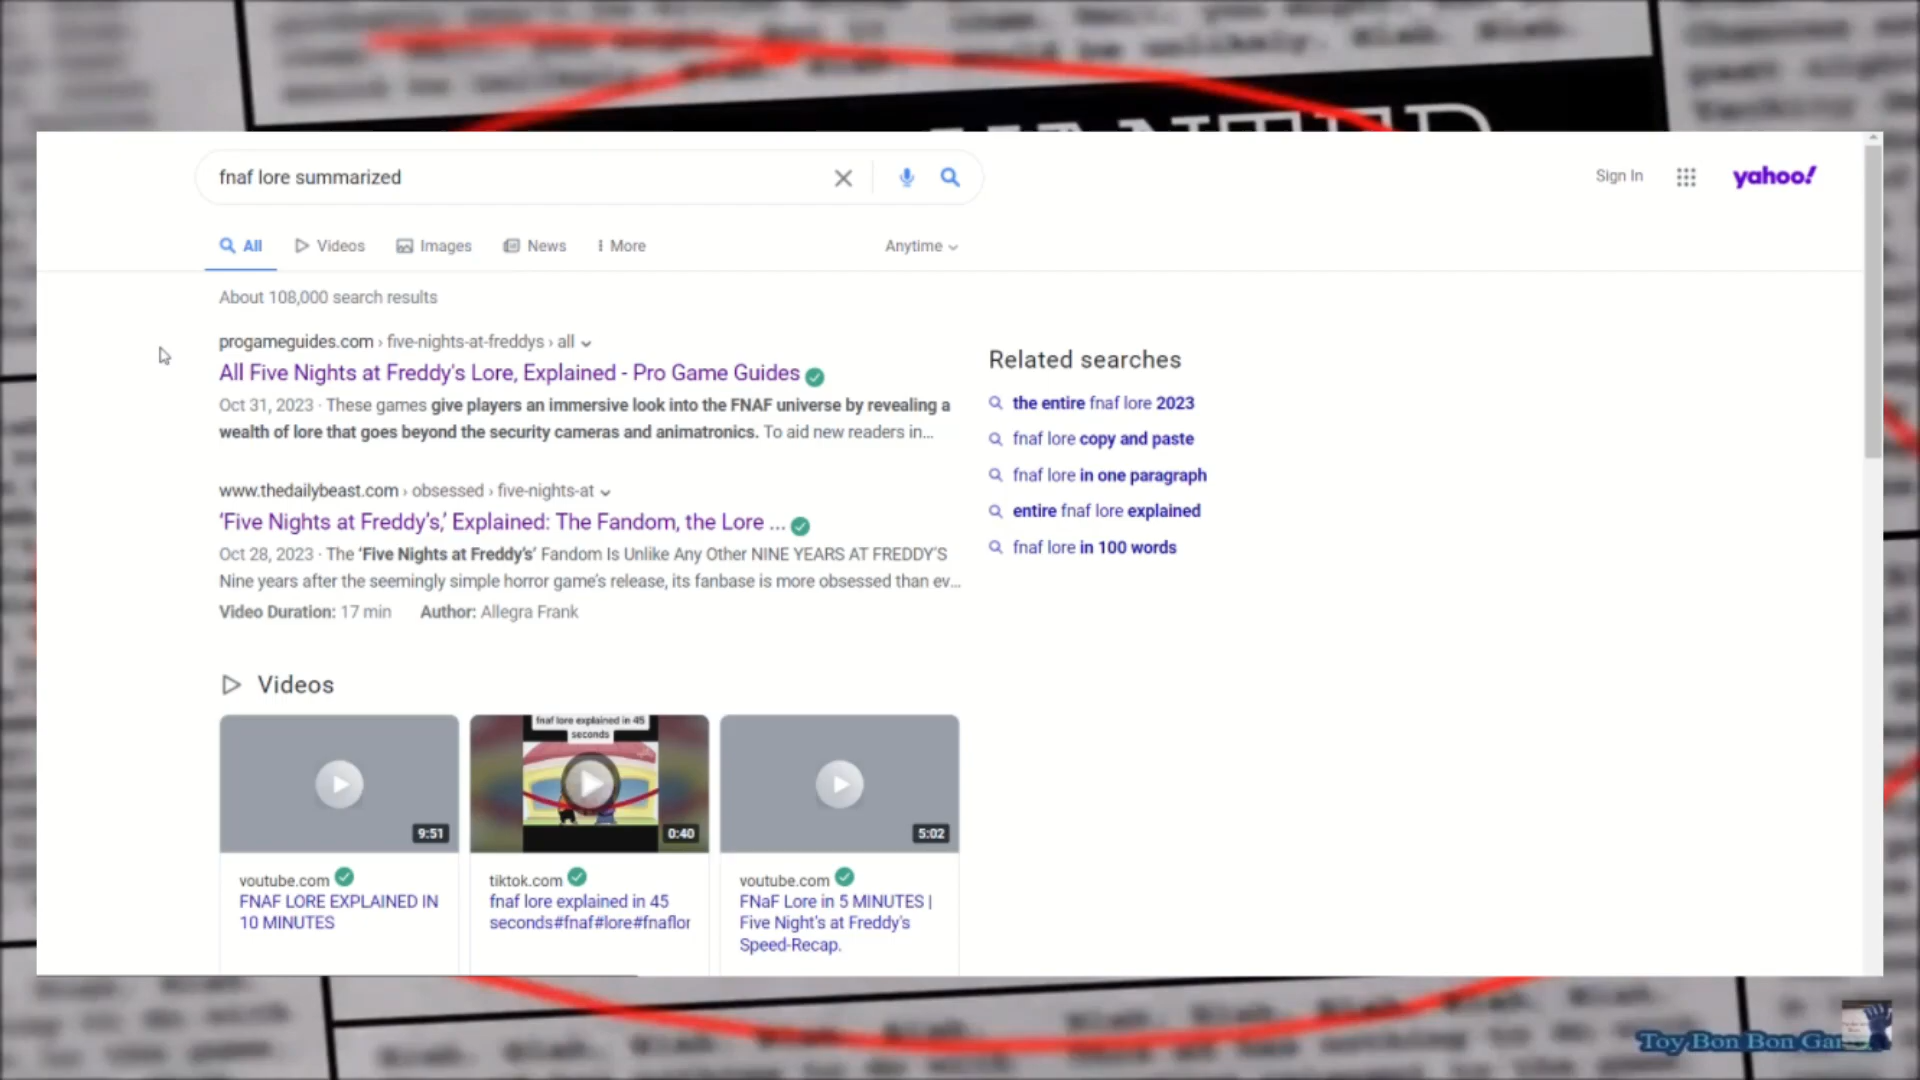 WANTED
fnaf lore summarized
Sign In
yahoo!
All
Videos
Images
News
More
Anytime
About 108,000 search results
progameguides.com › five-nights-at-freddys › all
All Five Nights at Freddy's Lore, Explained - Pro Game Guides
Oct 31, 2023 · These games give players an immersive look into the FNAF universe by revealing a
wealth of lore that goes beyond the security cameras and animatronics. To aid new readers in...
www.thedailybeast.com › obsessed › five-nights-at
‘Five Nights at Freddy’s,’ Explained: The Fandom, the Lore ...
Oct 28, 2023 · The ‘Five Nights at Freddy’s’ Fandom Is Unlike Any Other NINE YEARS AT FREDDY’S
Nine years after the seemingly simple horror game’s release, its fanbase is more obsessed than ev...
Video Duration: 17 min Author: Allegra Frank
Related searches
the entire fnaf lore 2023
fnaf lore copy and paste
fnaf lore in one paragraph
entire fnaf lore explained
fnaf lore in 100 words
Videos
9:51
youtube.com
FNAF LORE EXPLAINED IN
10 MINUTES
fnaf lore explained in 45
seconds
0:40
tiktok.com
fnaf lore explained in 45
seconds#fnaf#lore#fnaflor
5:02
youtube.com
FNaF Lore in 5 MINUTES |
Five Night's at Freddy's
Speed-Recap.
Toy Bon Bon